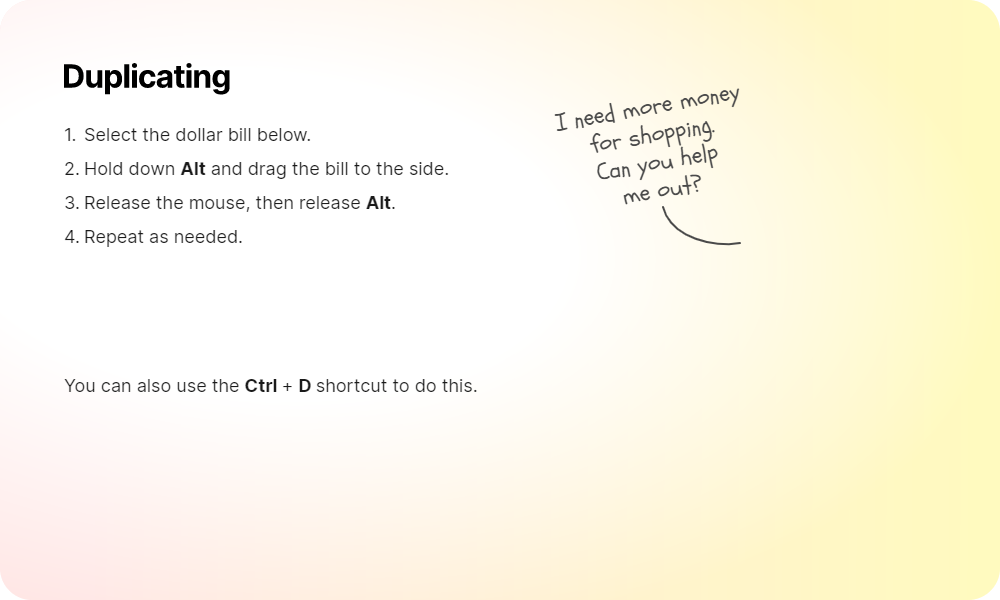 Duplicating
1. Select the dollar bill below.
2. Hold down Alt and drag the bill to the side.
3. Release the mouse, then release Alt.
4. Repeat as needed.
You can also use the Ctrl + D shortcut to do this.
I need more money
for shopping.
Can you help
me out?